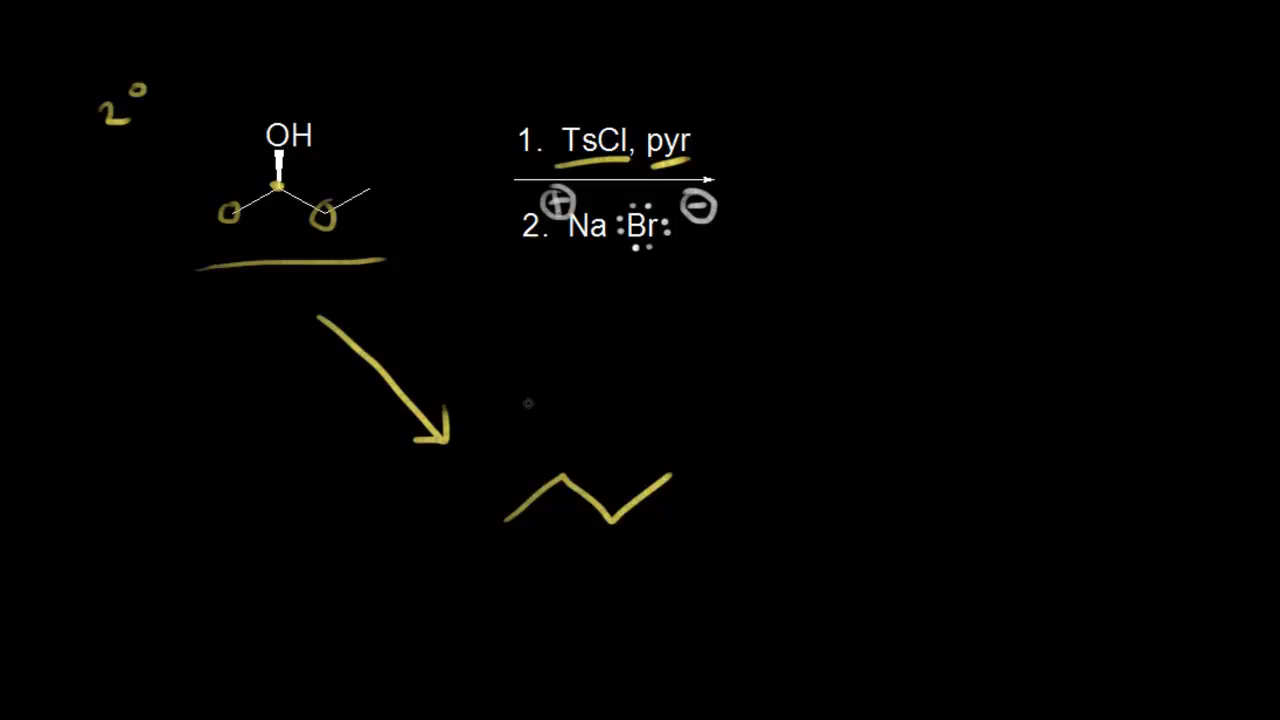 2°
OH
1. TsCl, pyr
⊕ ⊖
2. Na :Br: